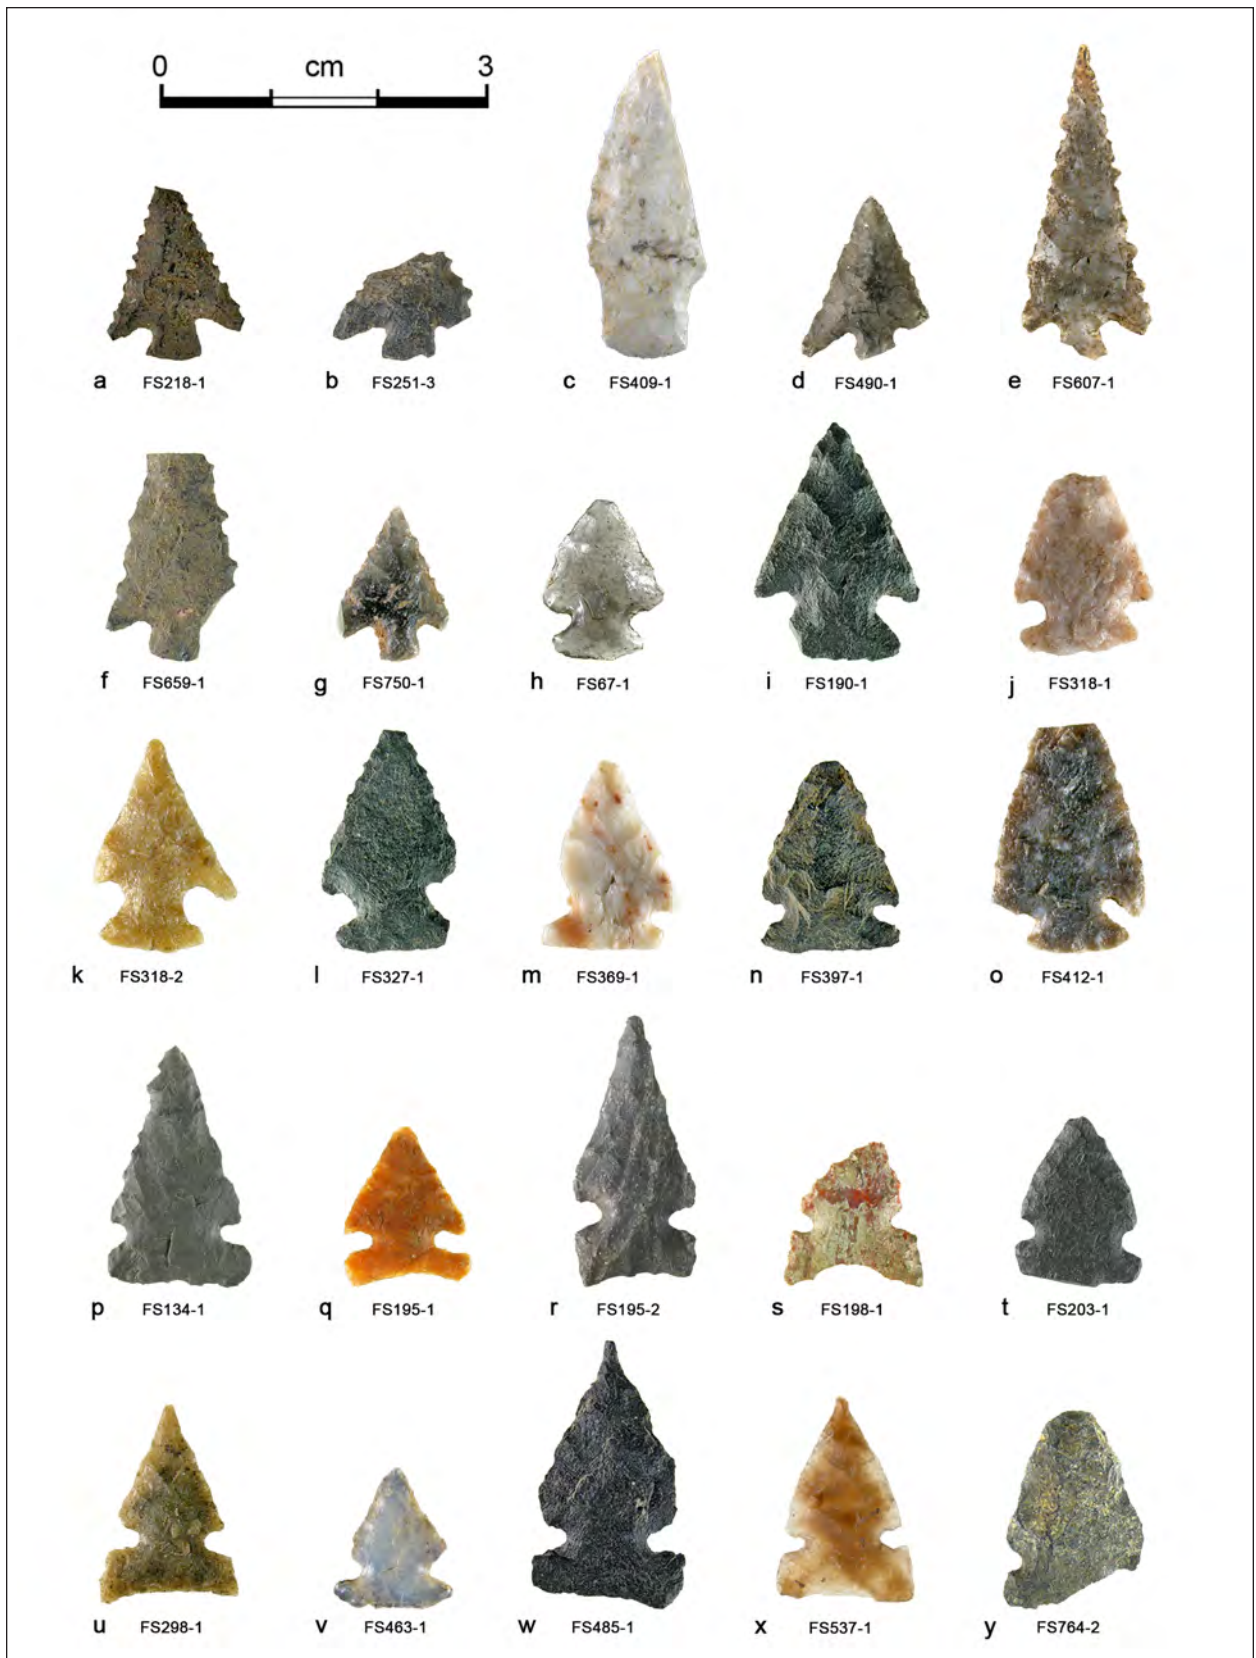 0 cm 3
a FS218-1 b FS251-3 c FS409-1 d FS490-1 e FS607-1
f FS659-1 g FS750-1 h FS67-1 i FS190-1 j FS318-1
k FS318-2 l FS327-1 m FS369-1 n FS397-1 o FS412-1
p FS134-1 q FS195-1 r FS195-2 s FS198-1 t FS203-1
u FS298-1 v FS463-1 w FS485-1 x FS537-1 y FS764-2